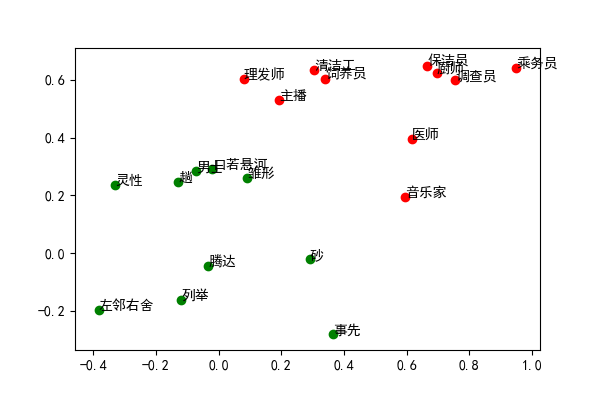 0.6
0.4
0.2
0.0
−0.2
−0.4
−0.2
0.0
0.2
0.4
0.6
0.8
1.0
乘务员
保洁员
厨师
调查员
清洁工
饲养员
理发师
主播
医师
音乐家
口若悬河
雏形
趟
灵性
腾达
砂
列举
左邻右舍
事先